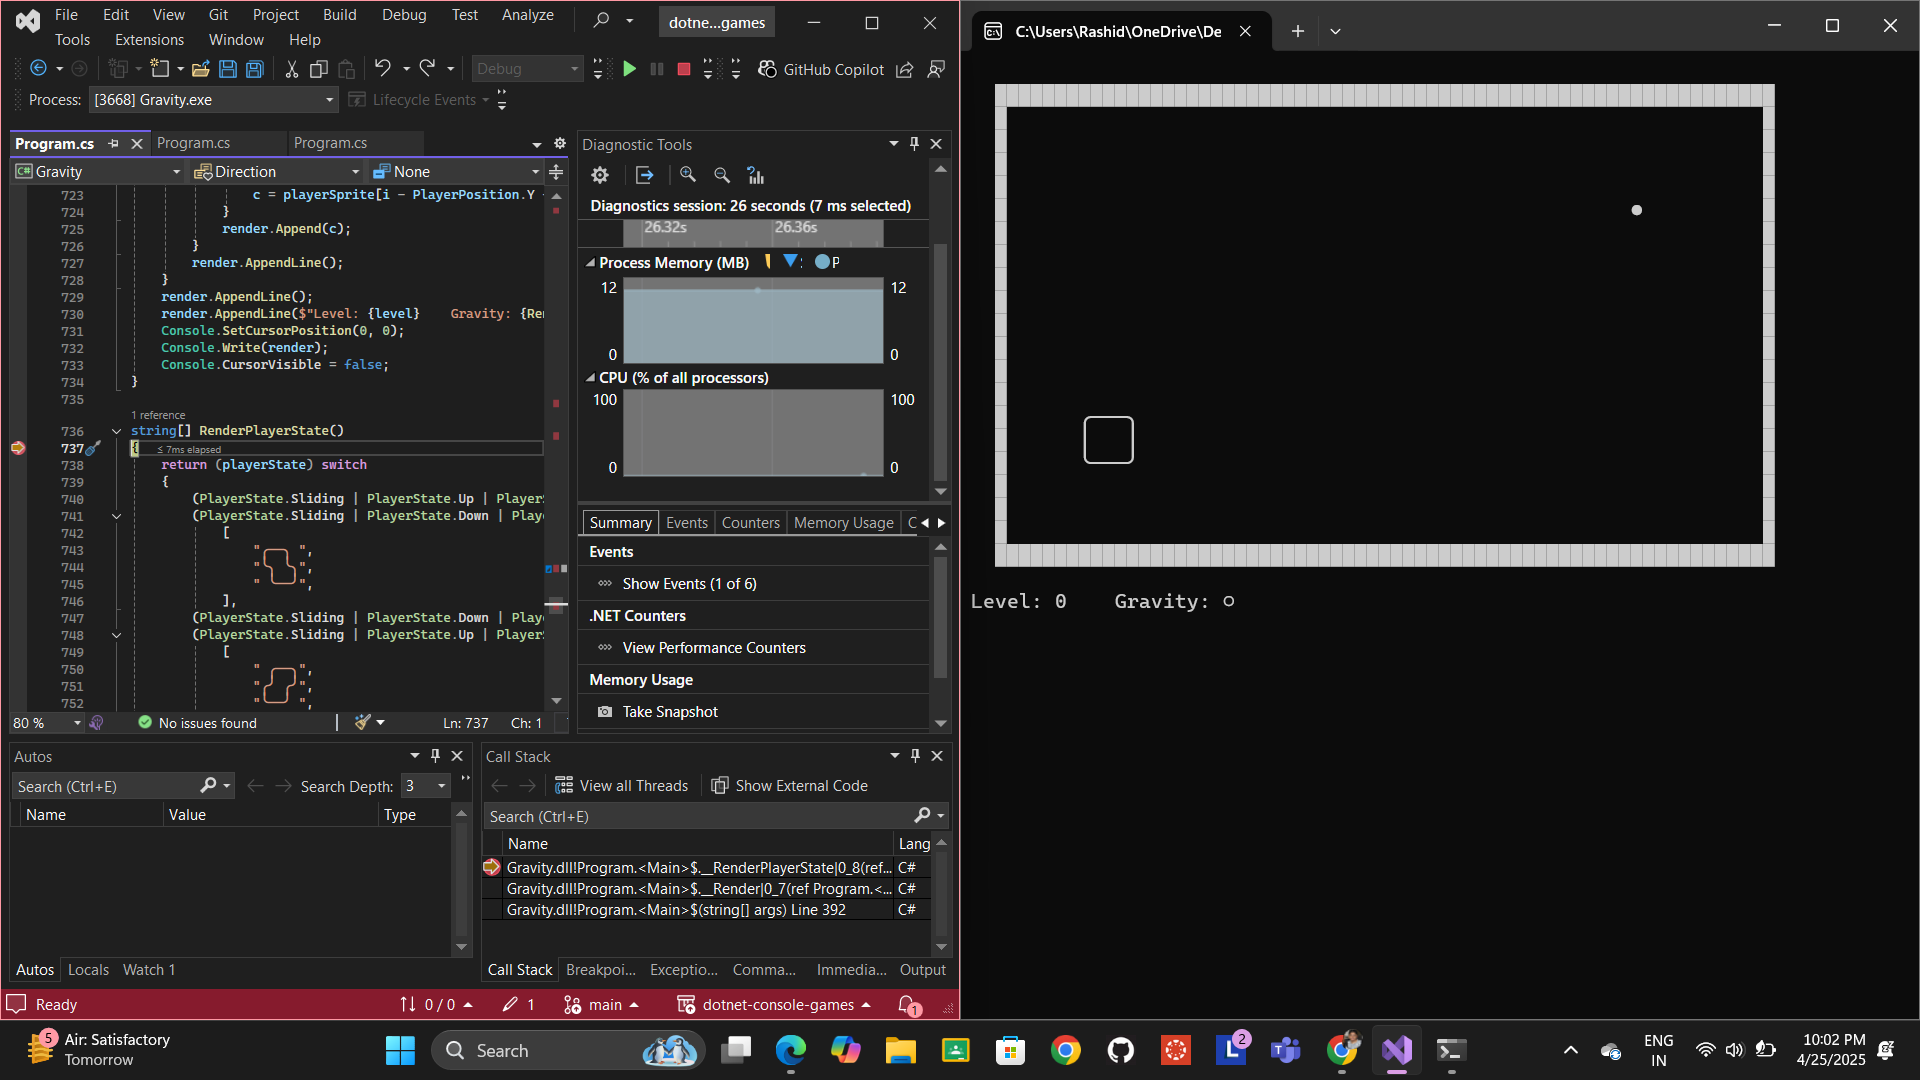 File Edit View Git Project Build Debug Test Analyze dotne...games
Tools Extensions Window Help
Debug GitHub Copilot
Process: [3668] Gravity.exe Lifecycle Events
Program.cs Program.cs Program.cs
Gravity Direction None
723 c = playerSprite[i - PlayerPosition.Y
724 }
725 render.Append(c);
726 }
727 render.AppendLine();
728 }
729 render.AppendLine();
730 render.AppendLine($"Level: {level}    Gravity: {Ren
731 Console.SetCursorPosition(0, 0);
732 Console.Write(render);
733 Console.CursorVisible = false;
734 }
735
1 reference
736 string[] RenderPlayerState()
737 { ≤ 7ms elapsed
738 return (playerState) switch
739 {
740 (PlayerState.Sliding | PlayerState.Up | PlayerS
741 (PlayerState.Sliding | PlayerState.Down | Playe
742 [
743
744
745
746 ],
747 (PlayerState.Sliding | PlayerState.Down | Playe
748 (PlayerState.Sliding | PlayerState.Up | PlayerS
749 [
750
751
752
80 % No issues found Ln: 737 Ch: 1
Diagnostic Tools
Diagnostics session: 26 seconds (7 ms selected)
26.32s 26.36s
Process Memory (MB) P
12 12
0 0
CPU (% of all processors)
100 100
0 0
Summary Events Counters Memory Usage C
Events
Show Events (1 of 6)
.NET Counters
View Performance Counters
Memory Usage
Take Snapshot
Autos
Search (Ctrl+E) Search Depth: 3
Name Value Type
Autos Locals Watch 1
Call Stack
View all Threads Show External Code
Search (Ctrl+E)
Name Lang
Gravity.dll!Program.<Main>$.__RenderPlayerState|0_8(ref... C#
Gravity.dll!Program.<Main>$.__Render|0_7(ref Program.<... C#
Gravity.dll!Program.<Main>$(string[] args) Line 392 C#
Call Stack Breakpoi... Exceptio... Comma... Immedia... Output
Ready 0 / 0 1 main dotnet-console-games 1
C:\Users\Rashid\OneDrive\De
Level: 0    Gravity: ○
5 Air: Satisfactory
Tomorrow
Search
2
ENG
IN
10:02 PM
4/25/2025